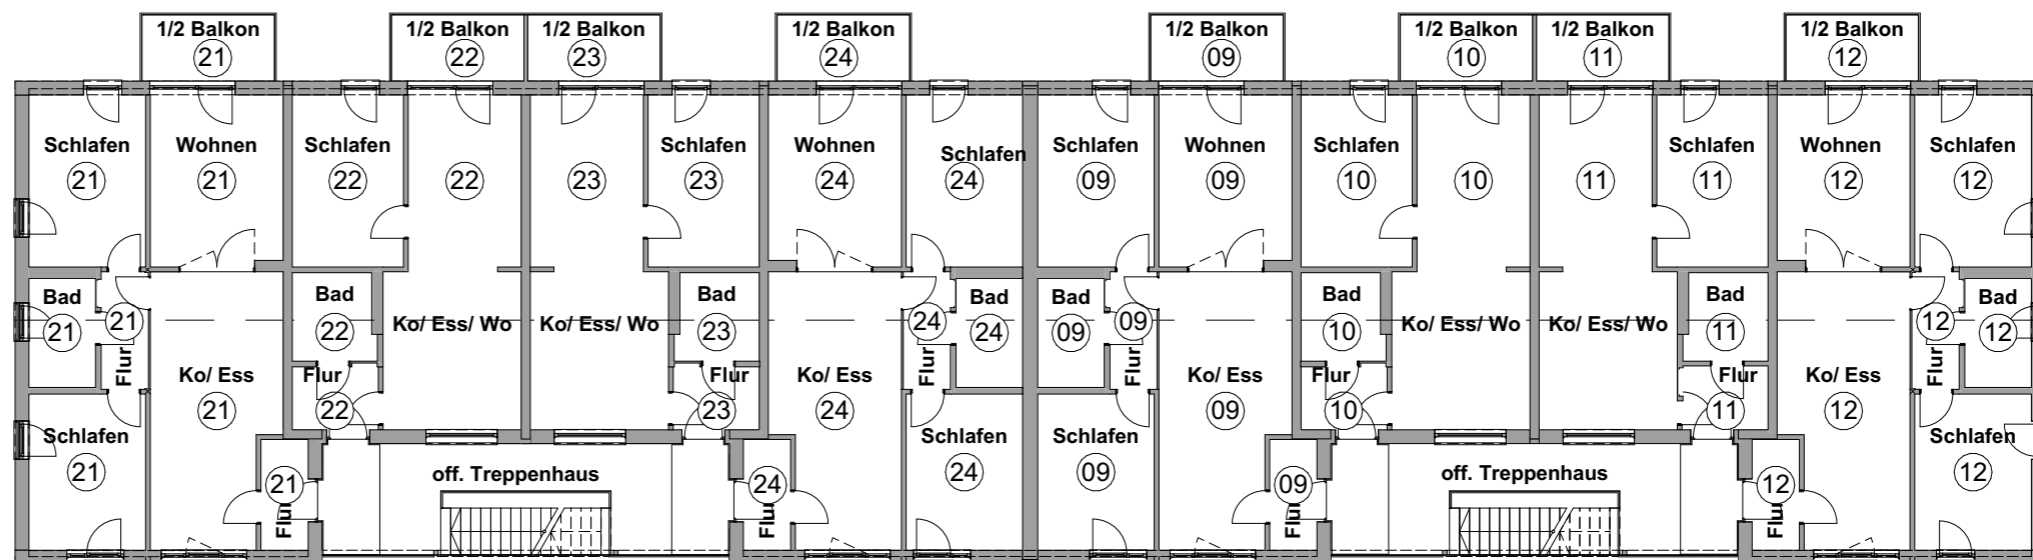 1/2 Balkon 1/2 Balkon 1/2 Balkon 1/2 Balkon 1/2 Balkon 1/2 Balkon 1/2 Balkon 1/2 Balkon
21 22 23 24 09 10 11 12
Schlafen Wohnen Schlafen Schlafen Wohnen Schlafen Schlafen Wohnen Schlafen Schlafen Wohnen Schlafen
21 21 22 22 23 23 24 24 09 09 10 10 11 11 12 12
Bad Bad Bad Bad Bad Bad Bad Bad
21 21 22 23 24 24 09 09 10 11 12 12
Ko/ Ess/ Wo Ko/ Ess/ Wo Ko/ Ess/ Wo Ko/ Ess/ Wo
Flur Ko/ Ess Flur Flur Ko/ Ess Flur Flur Ko/ Ess Flur Flur Ko/ Ess Flur
21 22 23 24 09 10 11 12
Schlafen Schlafen Schlafen Schlafen
21 24 09 12
off. Treppenhaus off. Treppenhaus
21 24 09 12
Flur Flur Flur Flur